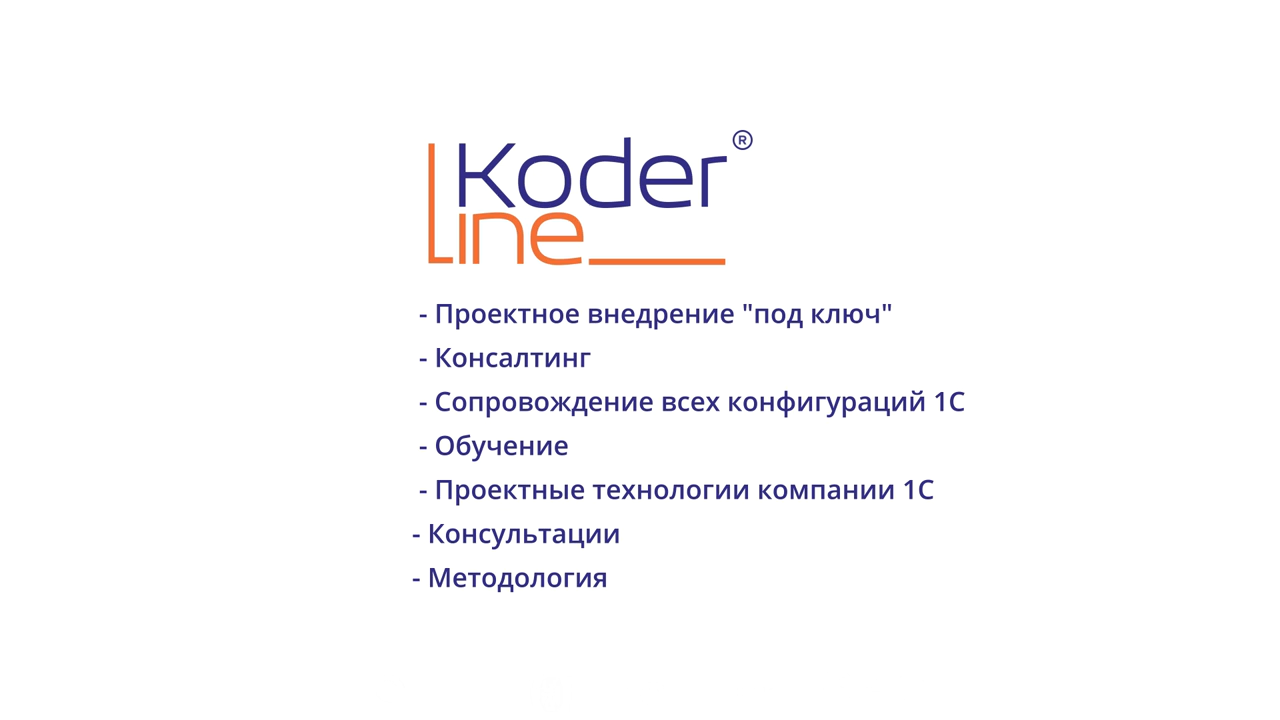 Koder®
Line
- Проектное внедрение "под ключ"
- Консалтинг
- Сопровождение всех конфигураций 1С
- Обучение
- Проектные технологии компании 1С
- Консультации
- Методология